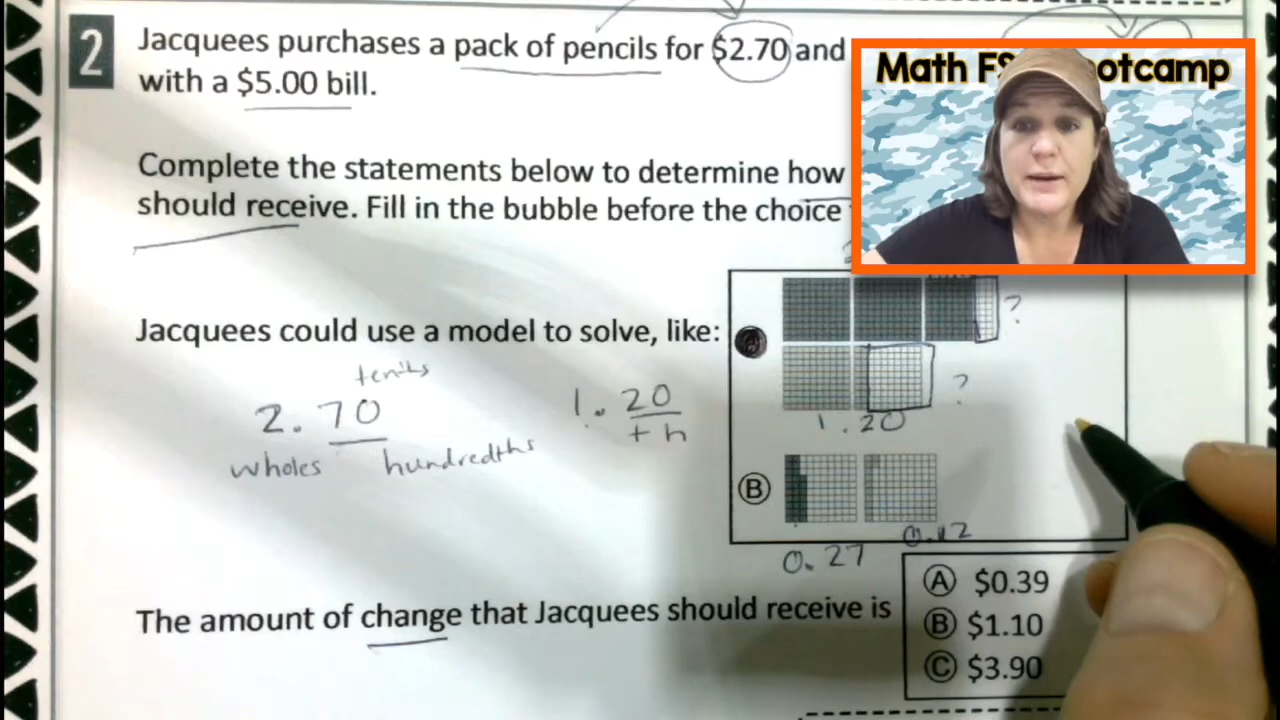 2
Jacquees purchases a pack of pencils for $2.70 and
with a $5.00 bill.
Math FS ootcamp
Complete the statements below to determine how
should receive. Fill in the bubble before the choice
Jacquees could use a model to solve, like:
?
tenths
2.70
1.20
t h
?
1.20
wholes hundredths
B
0.27 0.12
The amount of change that Jacquees should receive is
A $0.39
B $1.10
C $3.90